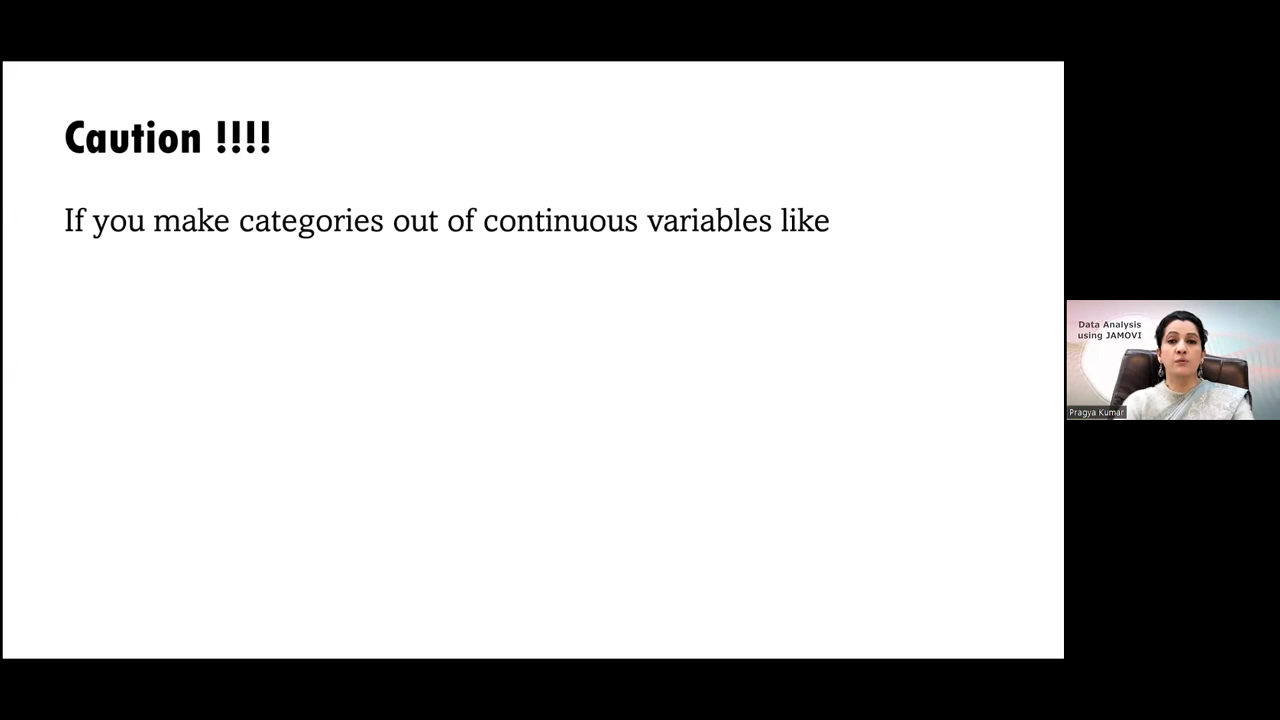 Caution !!!!
If you make categories out of continuous variables like
Data Analysis
using JAMOVI
Pragya Kumar